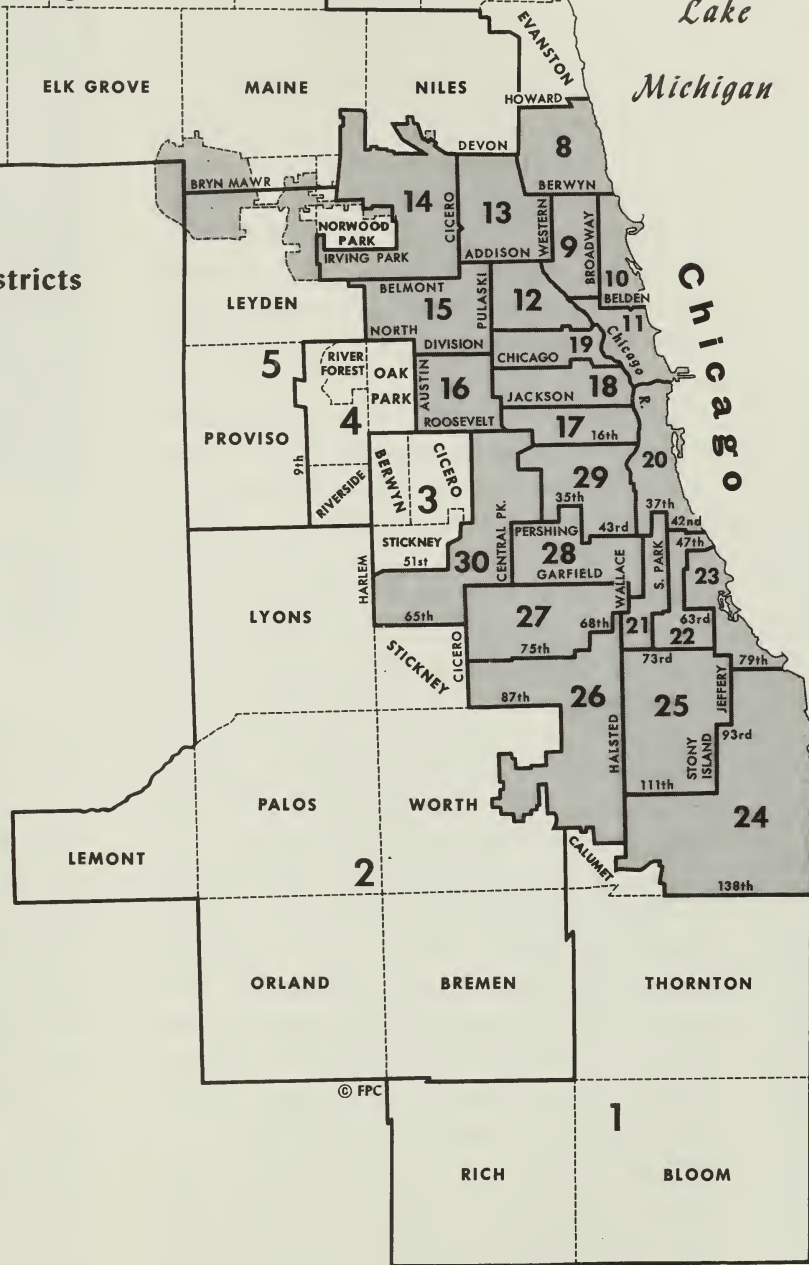 Lake
Michigan
EVANSTON
ELK GROVE
MAINE
NILES
HOWARD
DEVON
8
BRYN MAWR
BERWYN
14
CICERO
13
WESTERN
9
BROADWAY
NORWOOD
PARK
ADDISON
IRVING PARK
10
stricts
BELMONT
BELDEN
Chicago
LEYDEN
15
PULASKI
12
11
NORTH
DIVISION
CHICAGO
19
Chicago
R.
5
RIVER
FOREST
OAK
PARK
AUSTIN
16
JACKSON
18
4
ROOSEVELT
17
16th
PROVISO
9th
RIVERSIDE
BERWYN
CICERO
3
20
29
35th
37th
STICKNEY
51st
CENTRAL PK.
PERSHING
43rd
42nd
47th
30
28
GARFIELD
WALLACE
S. PARK
23
HARLEM
LYONS
65th
27
68th
63rd
21
22
STICKNEY
CICERO
75th
73rd
79th
87th
26
25
JEFFERY
93rd
HALSTED
STONY
ISLAND
111th
PALOS
WORTH
24
LEMONT
CALUMET
2
138th
ORLAND
BREMEN
THORNTON
© FPC
1
RICH
BLOOM